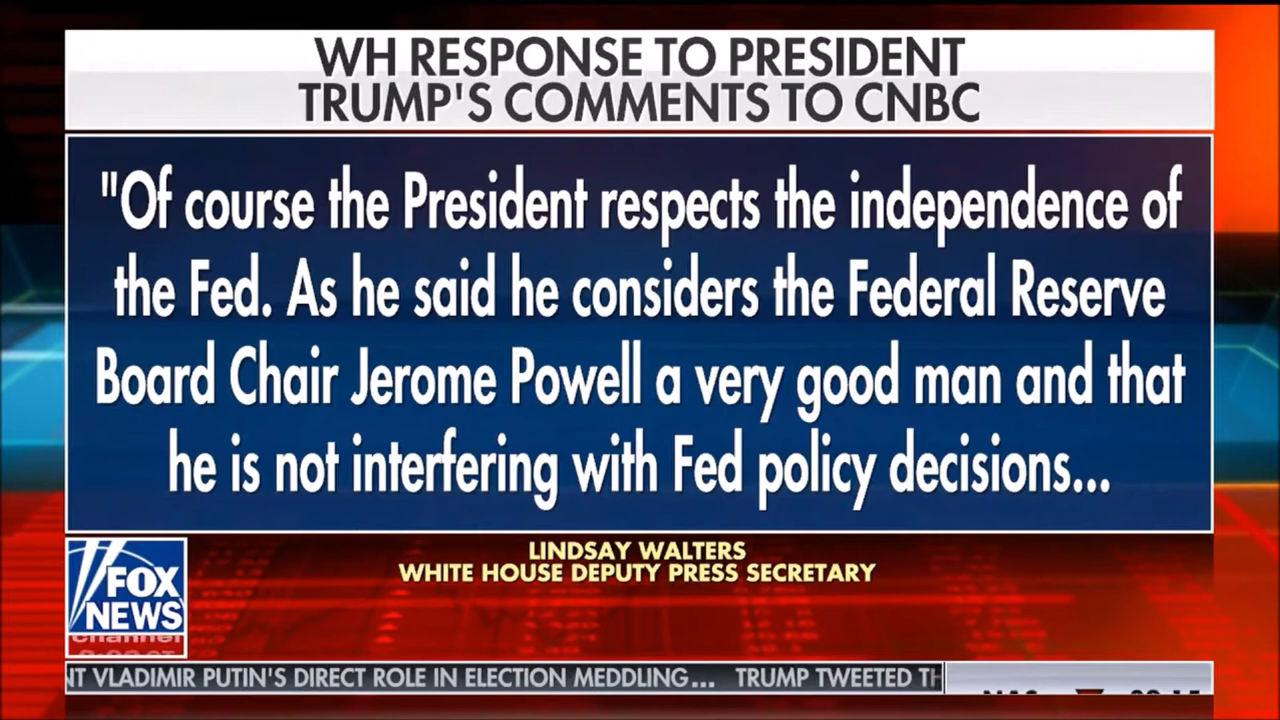 WH RESPONSE TO PRESIDENT
TRUMP'S COMMENTS TO CNBC
"Of course the President respects the independence of
the Fed. As he said he considers the Federal Reserve
Board Chair Jerome Powell a very good man and that
he is not interfering with Fed policy decisions...
LINDSAY WALTERS
WHITE HOUSE DEPUTY PRESS SECRETARY
FOX
NEWS
channel
NT VLADIMIR PUTIN'S DIRECT ROLE IN ELECTION MEDDLING... TRUMP TWEETED TH